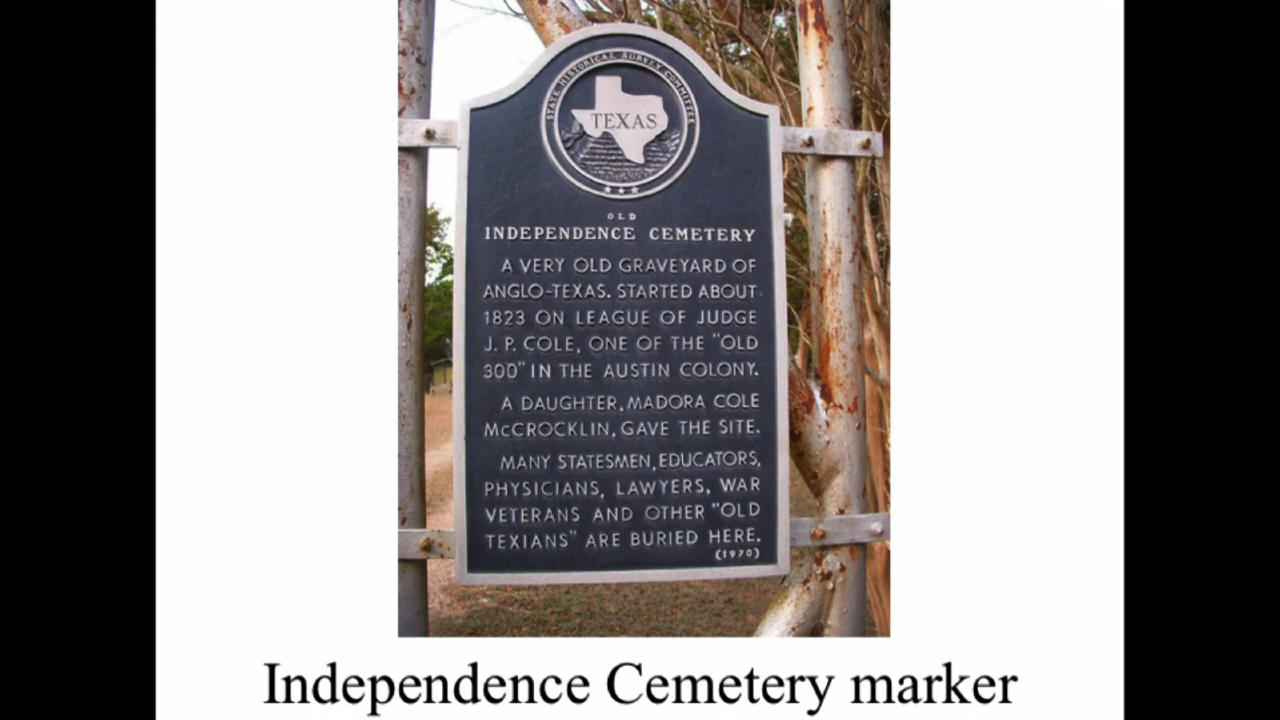 STATE HISTORICAL SURVEY COMMITTEE
TEXAS
OLD
INDEPENDENCE CEMETERY
A VERY OLD GRAVEYARD OF
ANGLO-TEXAS. STARTED ABOUT
1823 ON LEAGUE OF JUDGE
J. P. COLE, ONE OF THE "OLD
300" IN THE AUSTIN COLONY.
A DAUGHTER, MADORA COLE
McCROCKLIN, GAVE THE SITE.
MANY STATESMEN, EDUCATORS,
PHYSICIANS, LAWYERS, WAR
VETERANS AND OTHER "OLD
TEXIANS" ARE BURIED HERE.
(1970)
Independence Cemetery marker